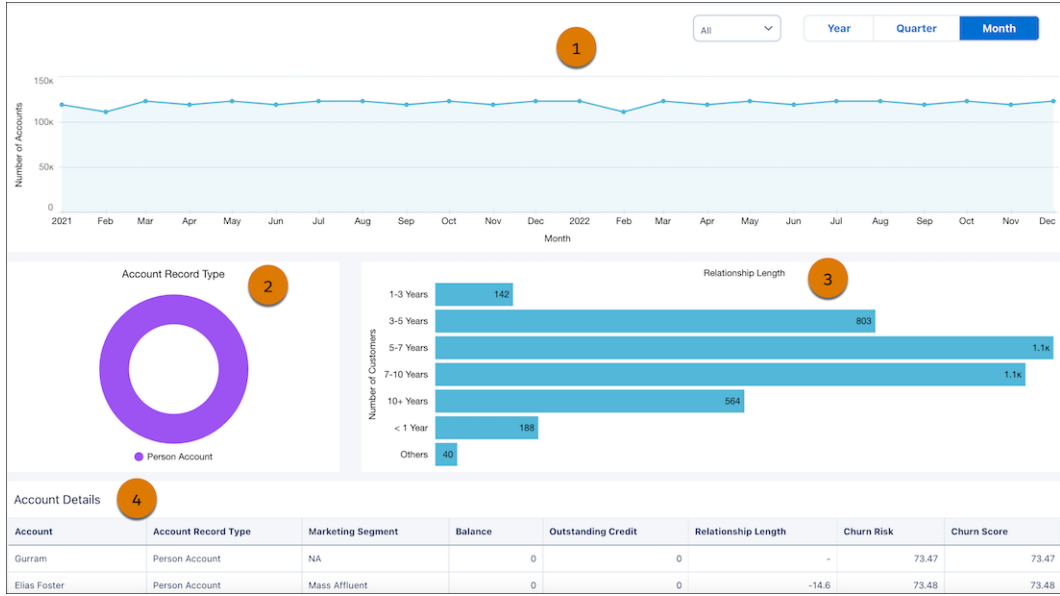 All
Year Quarter Month
1
150K
100K
50K
0
Number of Accounts
2021 Feb Mar Apr May Jun Jul Aug Sep Oct Nov Dec 2022 Feb Mar Apr May Jun Jul Aug Sep Oct Nov Dec
Month
Account Record Type
2
Person Account
Relationship Length
3
Number of Customers
1-3 Years 142
3-5 Years 803
5-7 Years 1.1K
7-10 Years 1.1K
10+ Years 564
< 1 Year 188
Others 40
Account Details
4
Account Account Record Type Marketing Segment Balance Outstanding Credit Relationship Length Churn Risk Churn Score
Gurram Person Account NA 0 0 - 73.47 73.47
Elias Foster Person Account Mass Affluent 0 0 -14.6 73.48 73.48